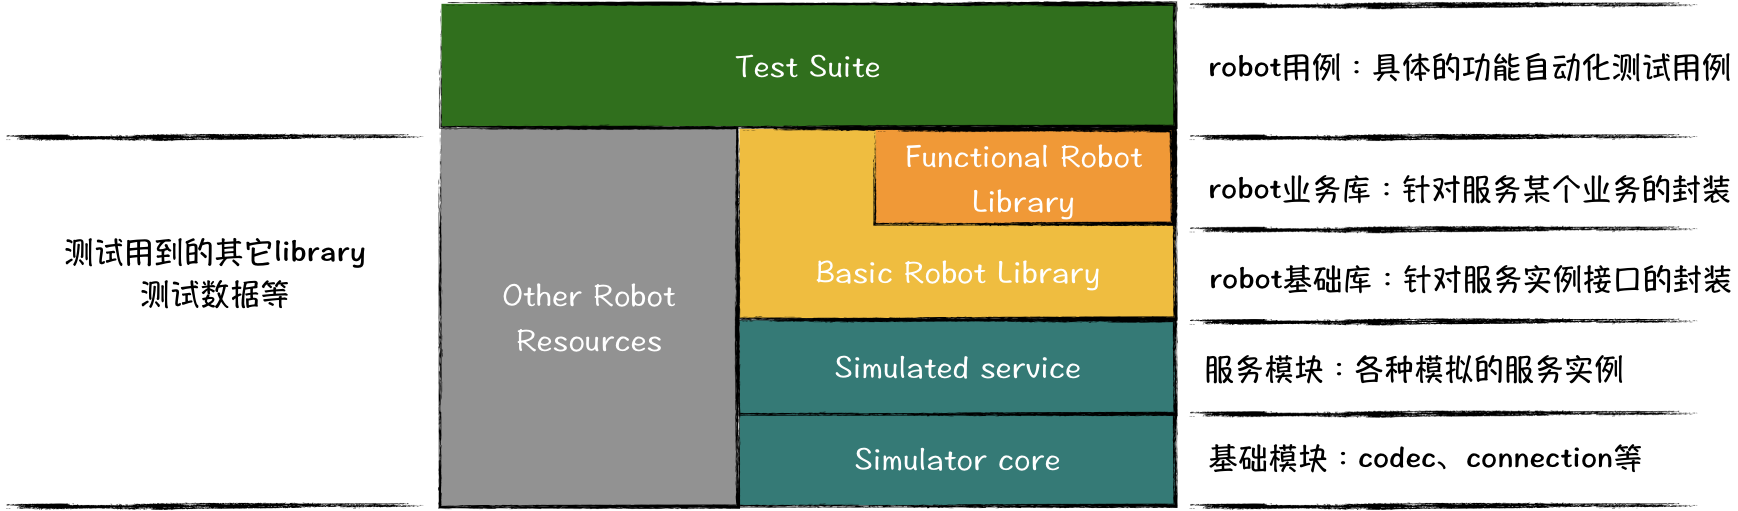 Test Suite
robot用例：具体的功能自动化测试用例
Functional Robot
Library
robot业务库：针对服务某个业务的封装
测试用到的其它library
测试数据等
Other Robot
Resources
Basic Robot Library
robot基础库：针对服务实例接口的封装
Simulated service
服务模块：各种模拟的服务实例
Simulator core
基础模块：codec、connection等